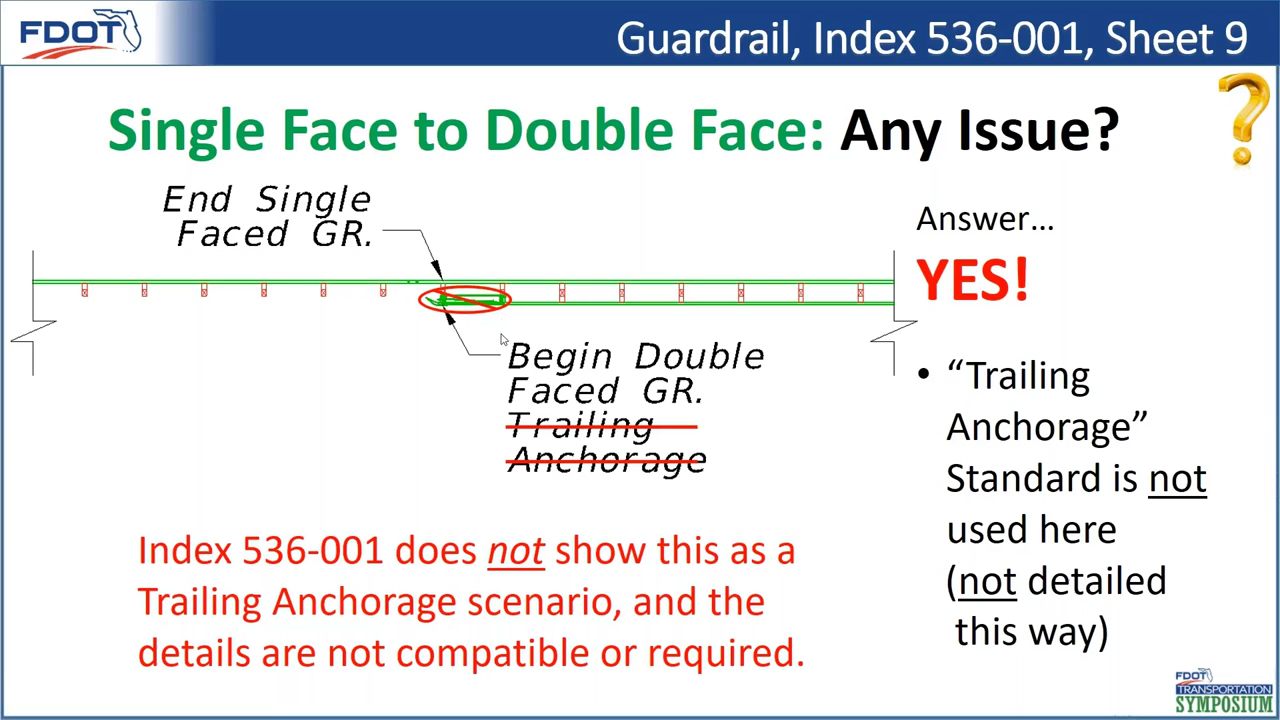 FDOT
Guardrail, Index 536-001, Sheet 9
Single Face to Double Face: Any Issue?
End Single
Faced GR.
Begin Double
Faced GR.
Trailing
Anchorage
Index 536-001 does not show this as a
Trailing Anchorage scenario, and the
details are not compatible or required.
Answer…
YES!
• “Trailing
Anchorage”
Standard is not
used here
(not detailed
this way)
FDOT
TRANSPORTATION
SYMPOSIUM